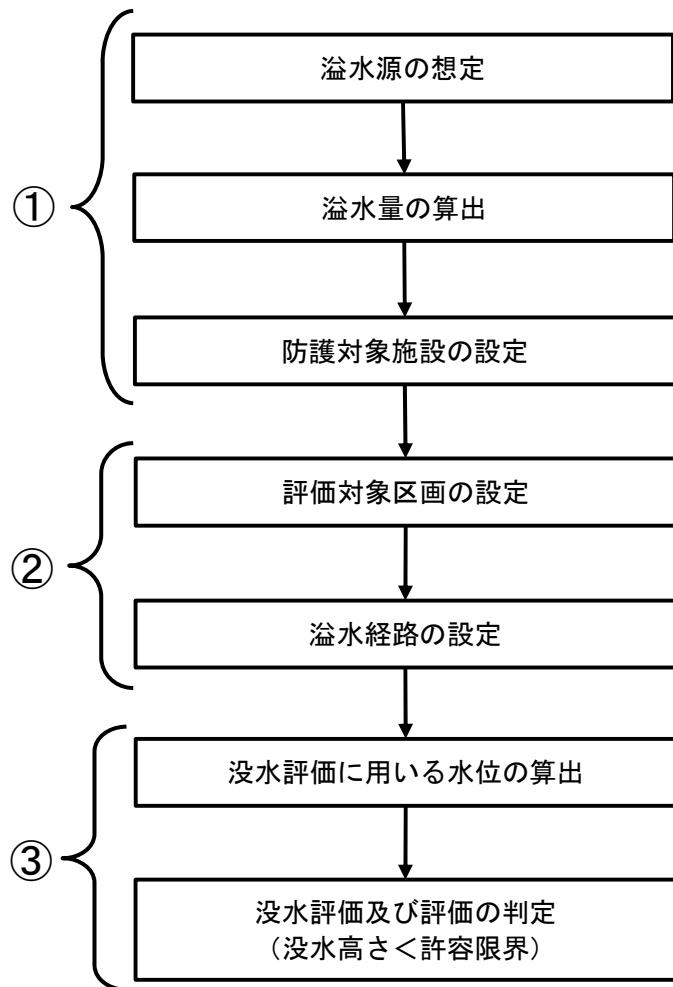 ①
溢水源の想定
溢水量の算出
防護対象施設の設定
②
評価対象区画の設定
溢水経路の設定
③
没水評価に用いる水位の算出
没水評価及び評価の判定
（没水高さ＜許容限界）